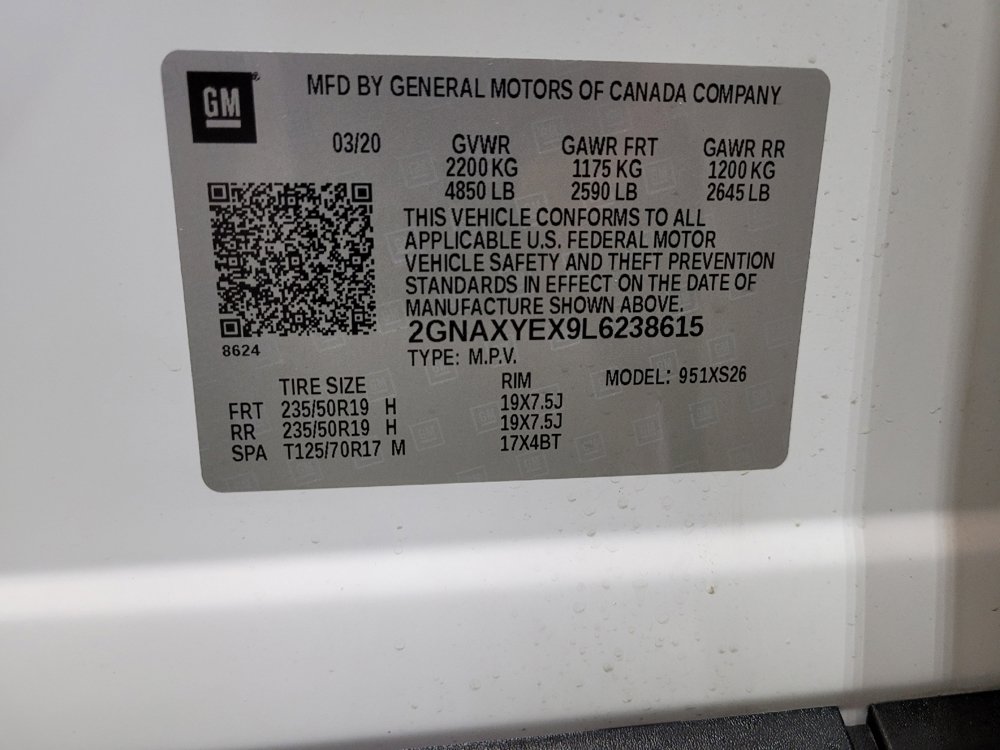 GM
MFD BY GENERAL MOTORS OF CANADA COMPANY
03/20 GVWR GAWR FRT GAWR RR
2200 KG 1175 KG 1200 KG
4850 LB 2590 LB 2645 LB
THIS VEHICLE CONFORMS TO ALL
APPLICABLE U.S. FEDERAL MOTOR
VEHICLE SAFETY AND THEFT PREVENTION
STANDARDS IN EFFECT ON THE DATE OF
MANUFACTURE SHOWN ABOVE.
2GNAXYEX9L6238615
8624
TYPE: M.P.V.
TIRE SIZE RIM MODEL: 951XS26
FRT 235/50R19 H 19X7.5J
RR 235/50R19 H 19X7.5J
SPA T125/70R17 M 17X4BT